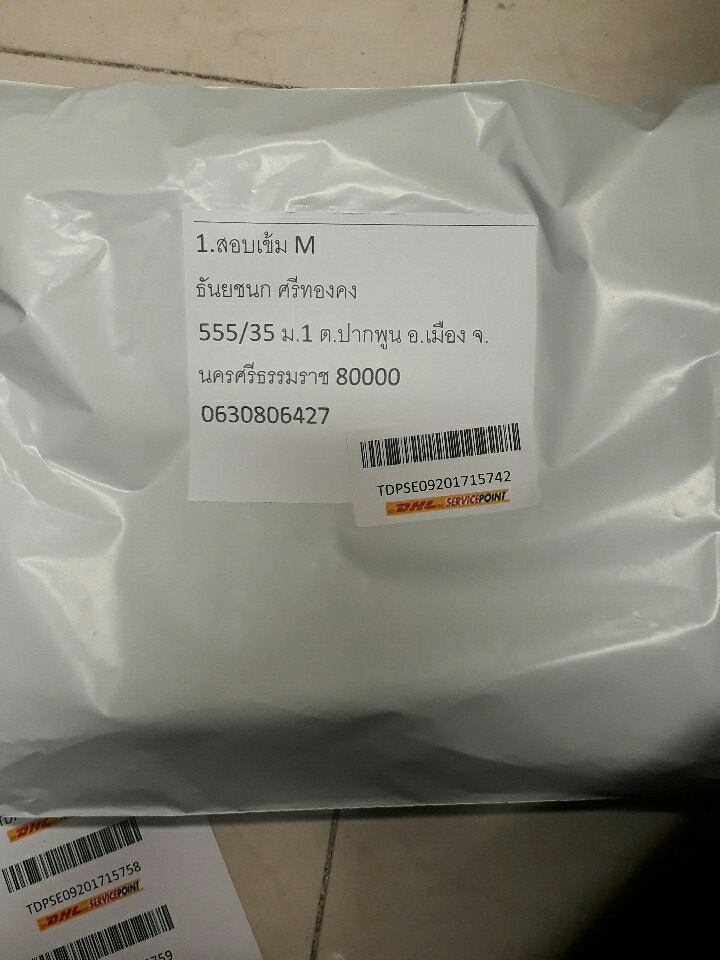 1.สอบเข้ม M
ธันยชนก ศรีทองคง
555/35 ม.1 ต.ปากพูน อ.เมือง จ.
นครศรีธรรมราช 80000
0630806427
TDPSE09201715742
DHL SERVICEPOINT
TDPSE09201715758
DHL SERVICEPOINT